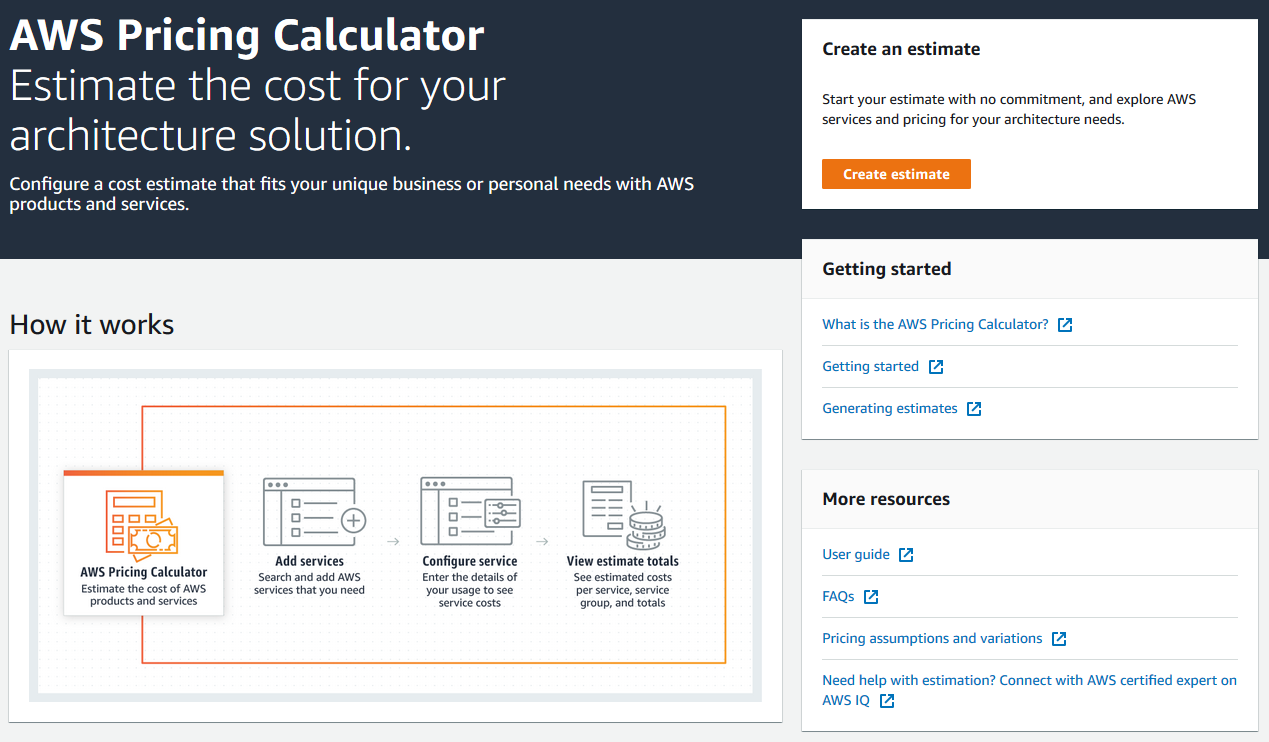 AWS Pricing Calculator
Estimate the cost for your
architecture solution.
Configure a cost estimate that fits your unique business or personal needs with AWS
products and services.
Create an estimate
Start your estimate with no commitment, and explore AWS
services and pricing for your architecture needs.
Create estimate
How it works
AWS Pricing Calculator
Estimate the cost of AWS
products and services
Add services
Search and add AWS
services that you need
Configure service
Enter the details of
your usage to see
service costs
View estimate totals
See estimated costs
per service, service
group, and totals
Getting started
What is the AWS Pricing Calculator?
Getting started
Generating estimates
More resources
User guide
FAQs
Pricing assumptions and variations
Need help with estimation? Connect with AWS certified expert on
AWS IQ